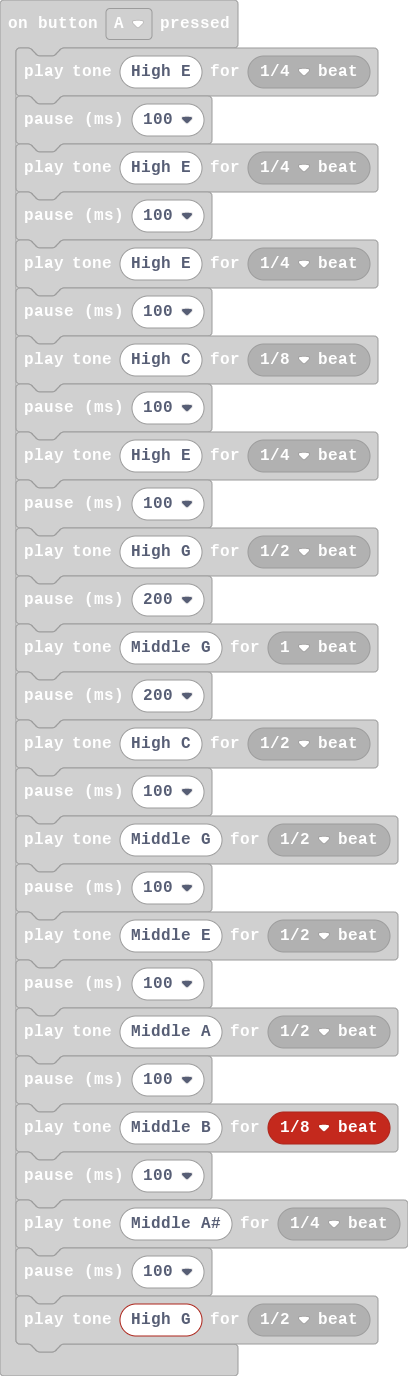 on button A pressed
play tone High E for 1/4 beat
pause (ms) 100
play tone High E for 1/4 beat
pause (ms) 100
play tone High E for 1/4 beat
pause (ms) 100
play tone High C for 1/8 beat
pause (ms) 100
play tone High E for 1/4 beat
pause (ms) 100
play tone High G for 1/2 beat
pause (ms) 200
play tone Middle G for 1 beat
pause (ms) 200
play tone High C for 1/2 beat
pause (ms) 100
play tone Middle G for 1/2 beat
pause (ms) 100
play tone Middle E for 1/2 beat
pause (ms) 100
play tone Middle A for 1/2 beat
pause (ms) 100
play tone Middle B for 1/8 beat
pause (ms) 100
play tone Middle A# for 1/4 beat
pause (ms) 100
play tone High G for 1/2 beat